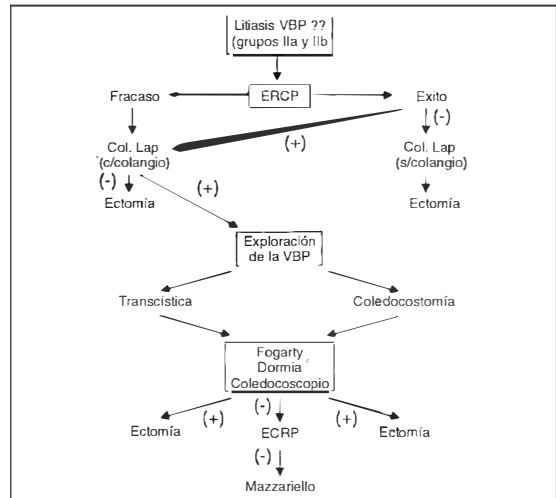 Litiasis VBP ??
(grupos IIa y IIb
Fracaso
ERCP
Exito
(-)
Col. Lap
(c/colangio)
(+)
Col. Lap
(s/colangio)
(-)
(+)
Ectomía
Ectomía
Exploración
de la VBP
Transcística
Coledocostomía
Fogarty
Dormia
Coledocoscopio
Ectomía
(+)
(-)
(+)
Ectomía
ECRP
(-)
Mazzariello